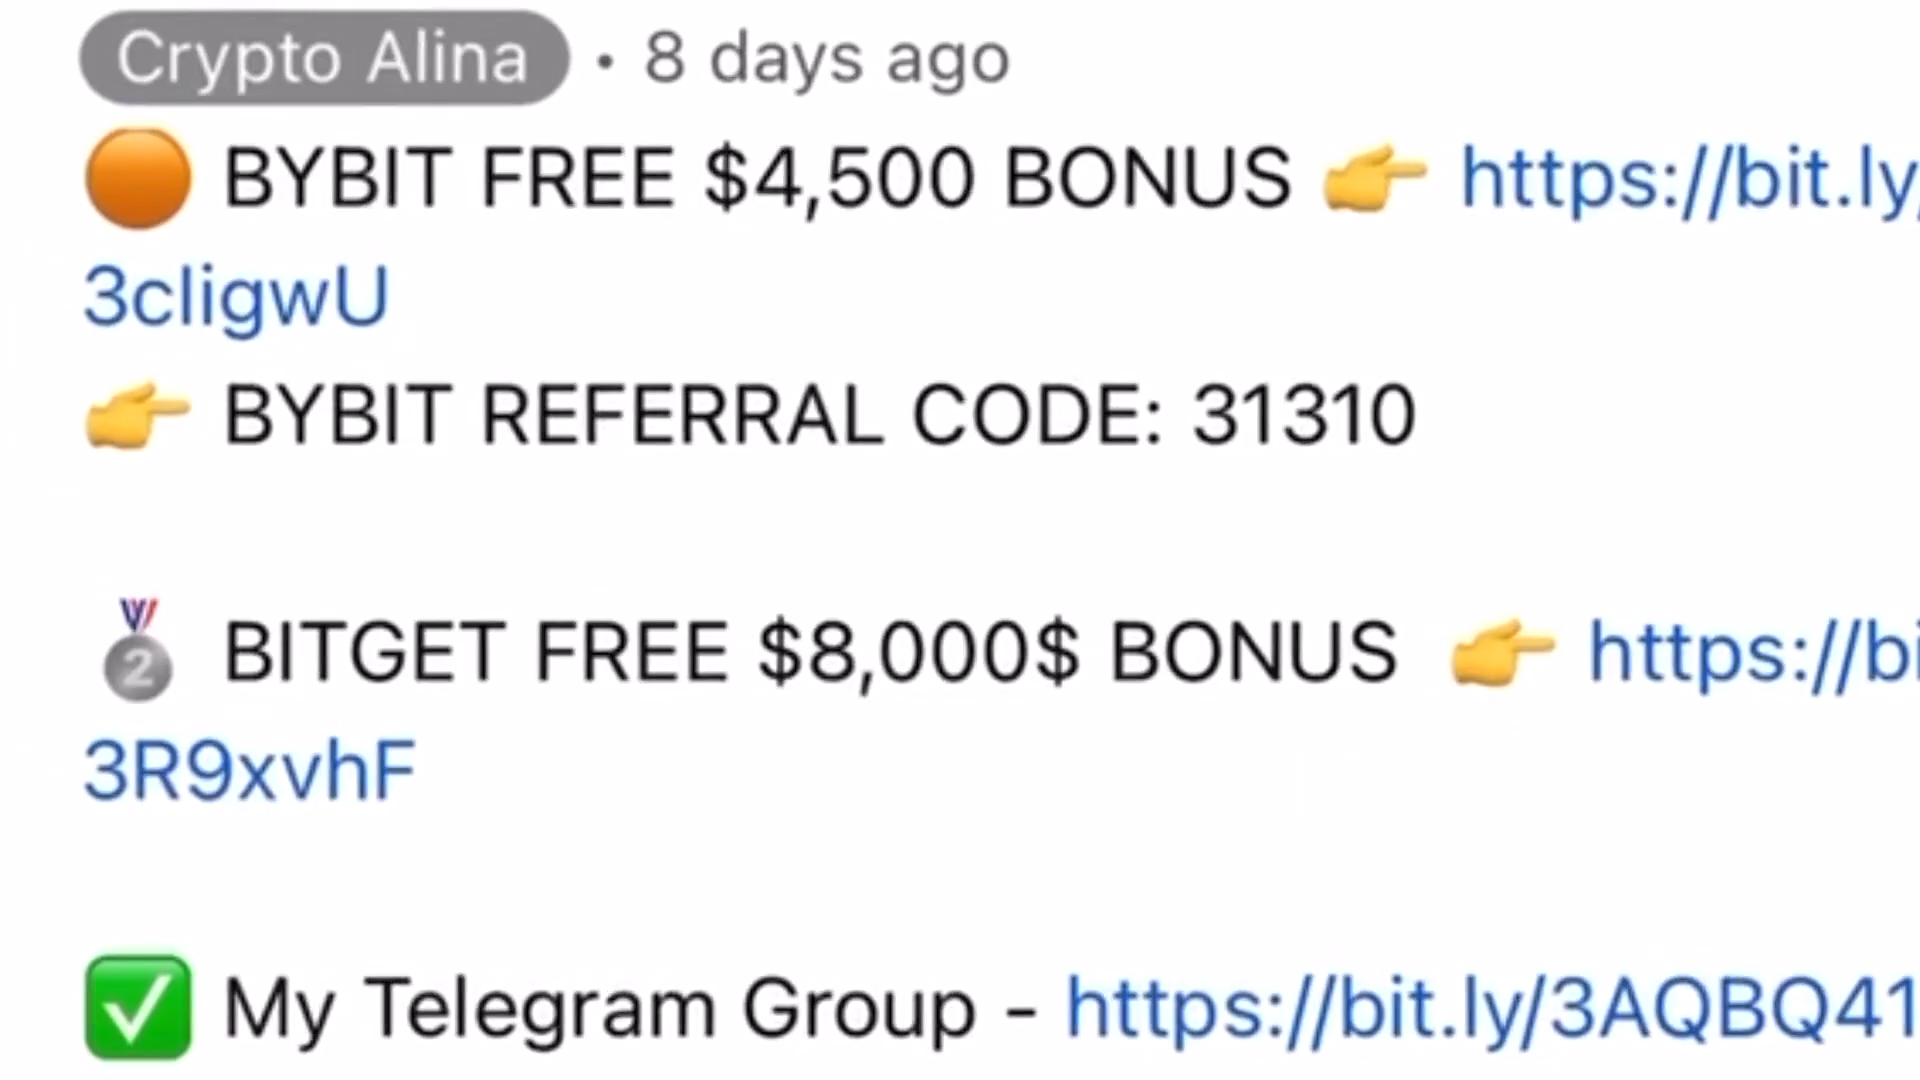 Crypto Alina • 8 days ago
🟠 BYBIT FREE $4,500 BONUS 👉 https://bit.ly/
3cIigwU
👉 BYBIT REFERRAL CODE: 31310
🥈 BITGET FREE $8,000$ BONUS 👉 https://bi
3R9xvhF
✅ My Telegram Group - https://bit.ly/3AQBQ41